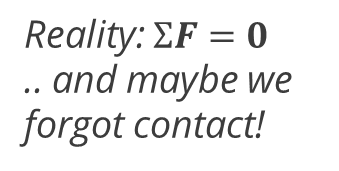 Reality: Σ𝑭 = 𝟎
.. and maybe we
forgot contact!